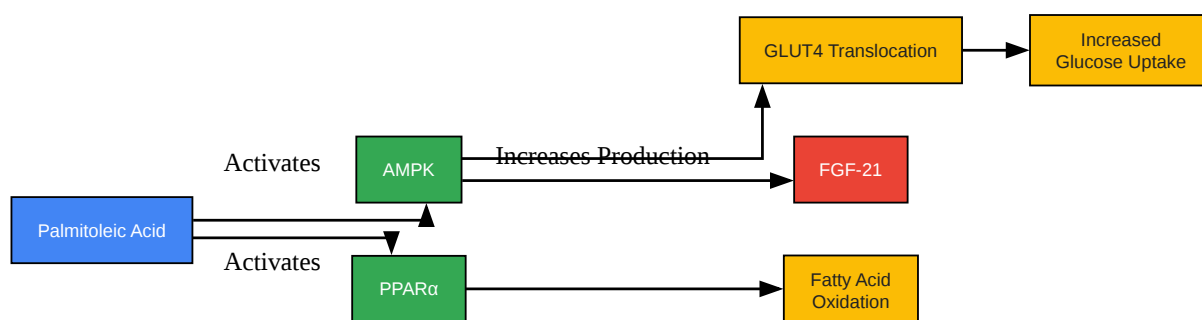 GLUT4 Translocation
Increased
Glucose Uptake
Activates
AMPK
Increases Production
FGF-21
Palmitoleic Acid
Activates
PPARα
Fatty Acid
Oxidation